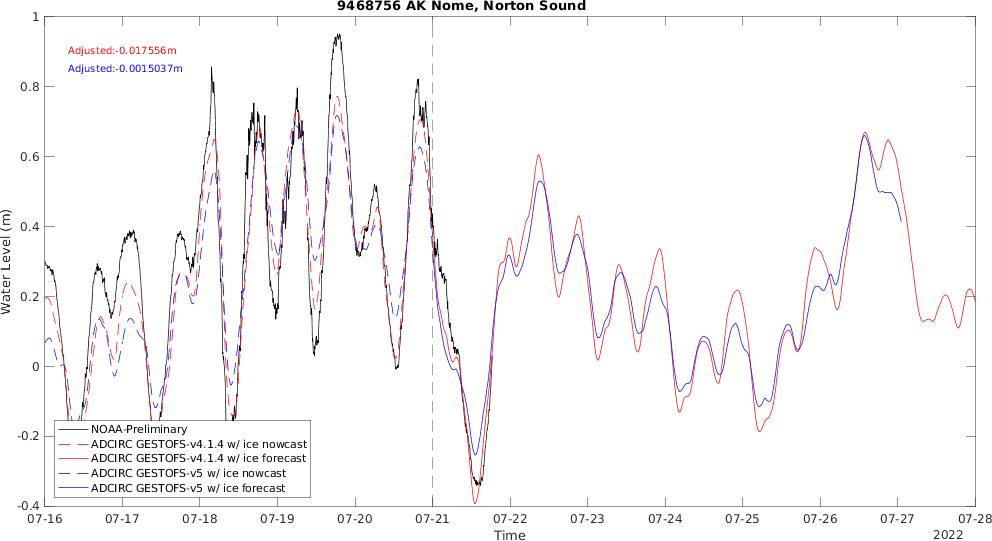 9468756 AK Nome, Norton Sound
Adjusted:-0.017556m
Adjusted:-0.0015037m
Water Level (m)
1
0.8
0.6
0.4
0.2
0
-0.2
-0.4
NOAA-Preliminary
ADCIRC GESTOFS-v4.1.4 w/ ice nowcast
ADCIRC GESTOFS-v4.1.4 w/ ice forecast
ADCIRC GESTOFS-v5 w/ ice nowcast
ADCIRC GESTOFS-v5 w/ ice forecast
07-16 07-17 07-18 07-19 07-20 07-21 07-22 07-23 07-24 07-25 07-26 07-27 07-28
Time
2022